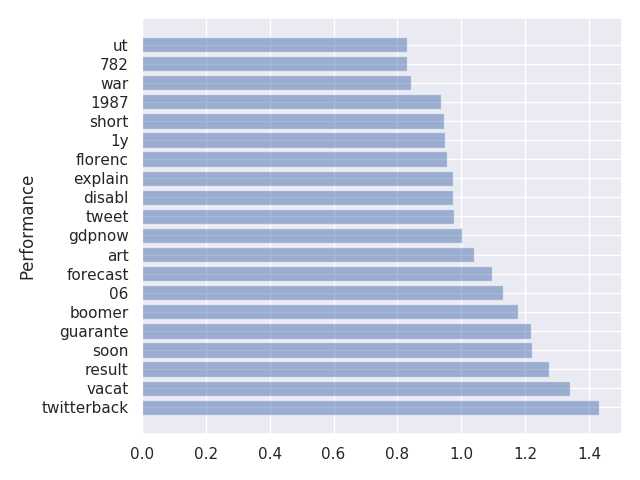 Performance
ut
782
war
1987
short
1y
florenc
explain
disabl
tweet
gdpnow
art
forecast
06
boomer
guarante
soon
result
vacat
twitterback
0.0 0.2 0.4 0.6 0.8 1.0 1.2 1.4